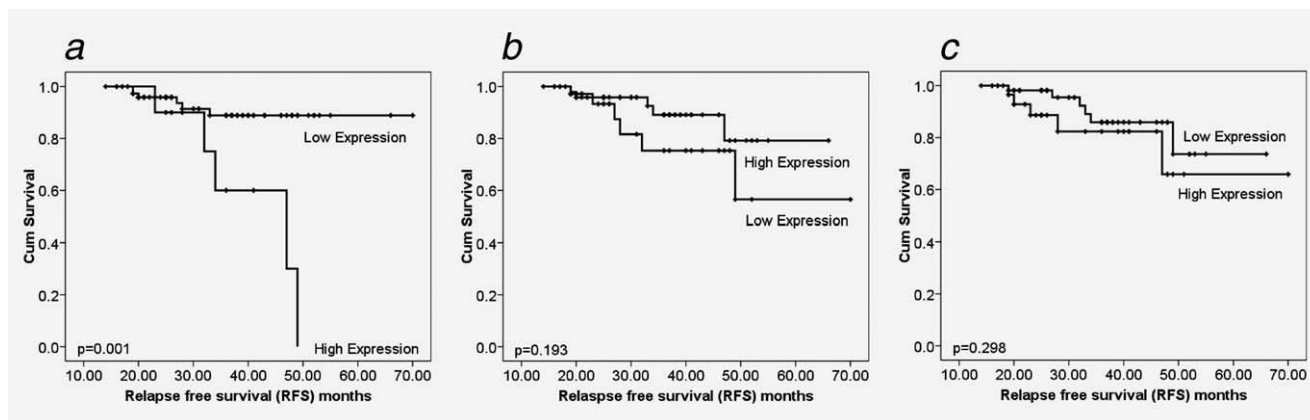 a
1.0
0.8
0.6
0.4
0.2
0.0
Cum Survival
Low Expression
High Expression
p=0.001
10.00 20.00 30.00 40.00 50.00 60.00 70.00
Relapse free survival (RFS) months
b
1.0
0.8
0.6
0.4
0.2
0.0
Cum Survival
High Expression
Low Expression
p=0.193
10.00 20.00 30.00 40.00 50.00 60.00 70.00
Relaspse free survival (RFS) months
c
1.0
0.8
0.6
0.4
0.2
0.0
Cum Survival
Low Expression
High Expression
p=0.298
10.00 20.00 30.00 40.00 50.00 60.00 70.00
Relapse free survival (RFS) months